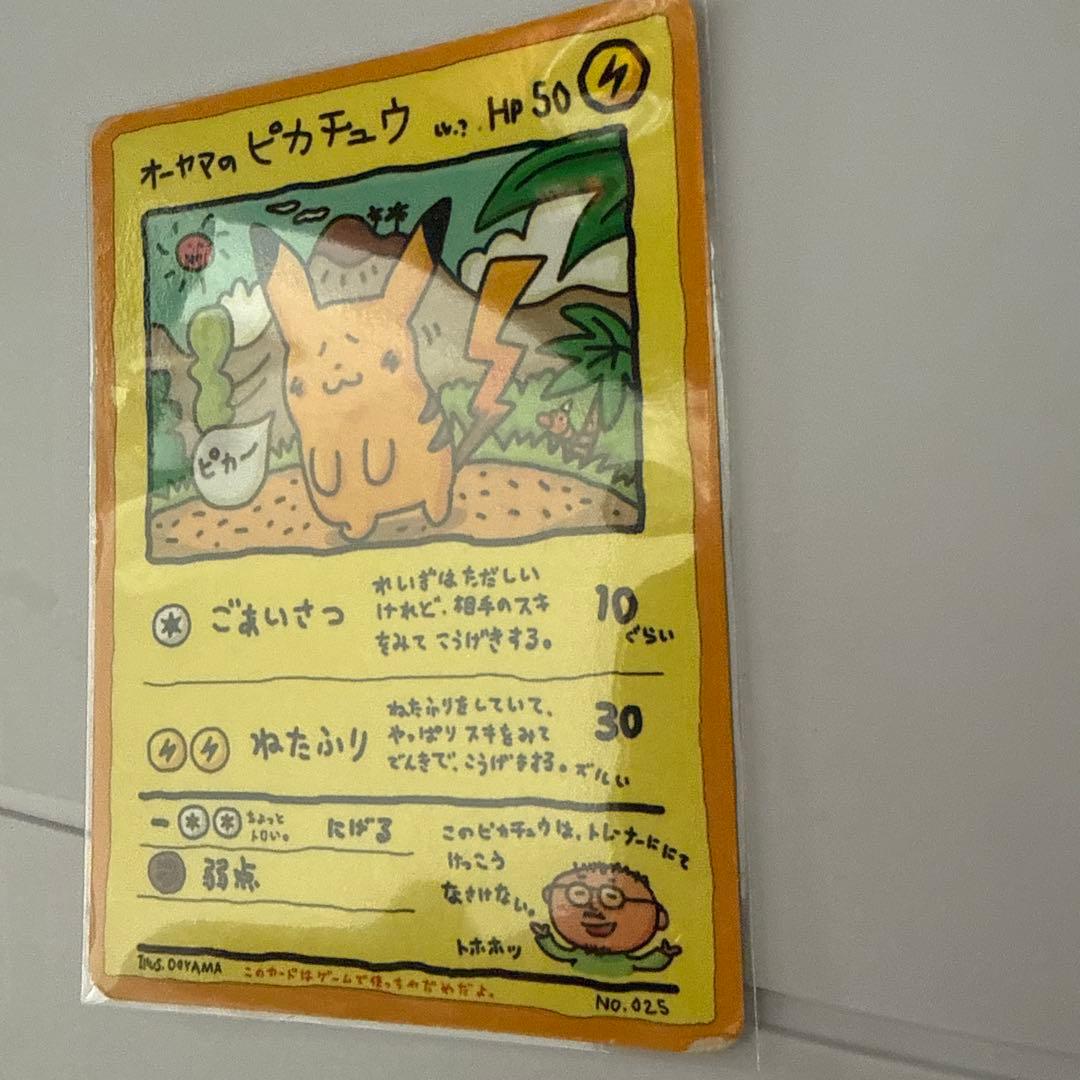 オーヤマの ピカチュウ Lv.? . HP 50
ピカー
ごあいさつ
れいぎはただしい
けれど、相手のスキ
をみて こうげきする。
10
ぐらい
ねたふり
ねたふりをしていて、
やっぱり スキをみて
でんきで、こうげきする。
30
ズルい
ー
ちょっと
トロい。
にげる
弱点
このピカチュウは、トレーナーににて
けっこう
なさけない。
トホホッ
Illus. OOYAMA
このカードはゲームで使っちゃだめだよ。
NO.025